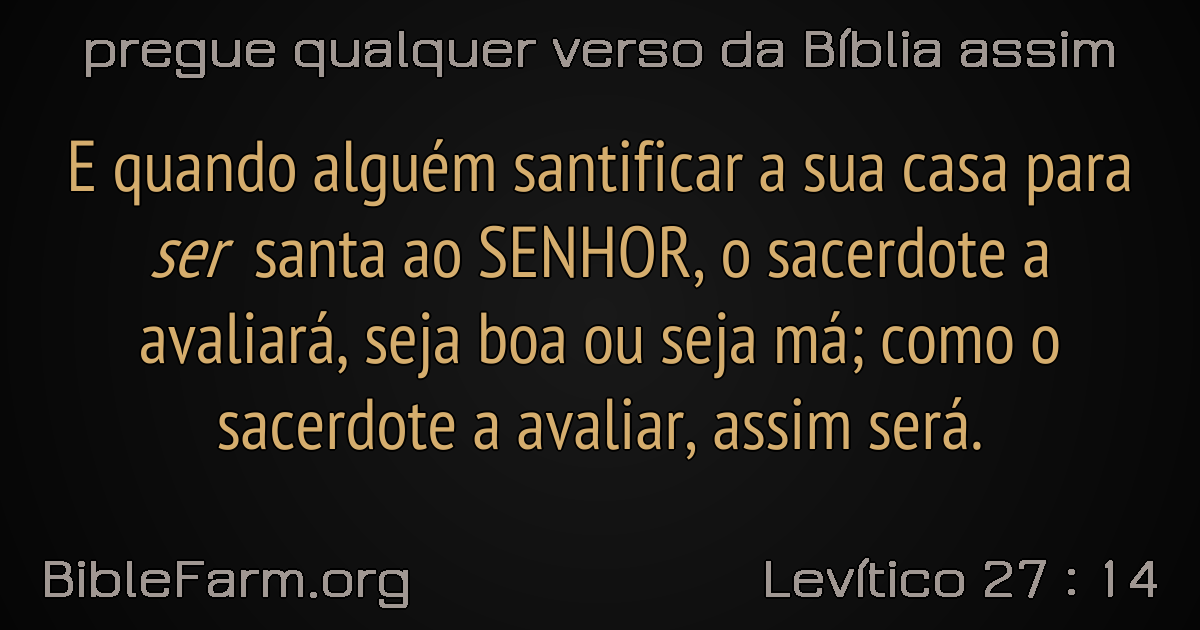 pregue qualquer verso da Bíblia assim
E quando alguém santificar a sua casa para
ser santa ao SENHOR, o sacerdote a
avaliará, seja boa ou seja má; como o
sacerdote a avaliar, assim será.
BibleFarm.org
Levítico 27 : 14